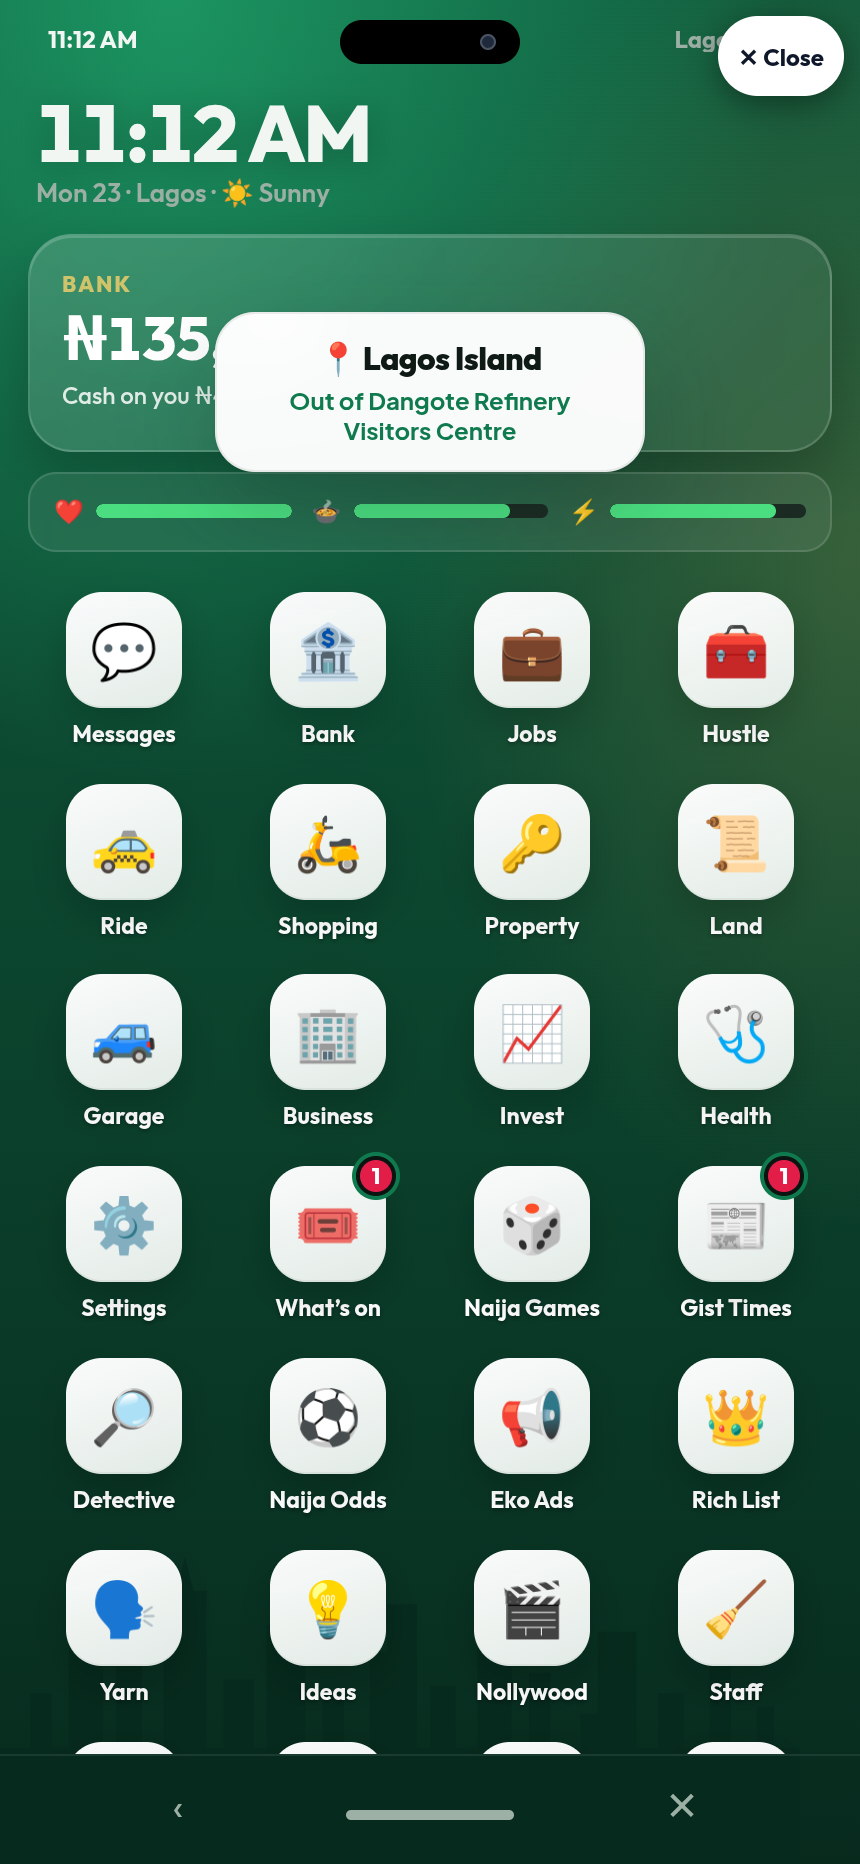 11:12 AM
× Close
11:12 AM
Mon 23 · Lagos · ☀️ Sunny
BANK
₦135,
Cash on you ₦
📍 Lagos Island
Out of Dangote Refinery
Visitors Centre
Messages
Bank
Jobs
Hustle
Ride
Shopping
Property
Land
Garage
Business
Invest
Health
1
1
Settings
What's on
Naija Games
Gist Times
Detective
Naija Odds
Eko Ads
Rich List
Yarn
Ideas
Nollywood
Staff